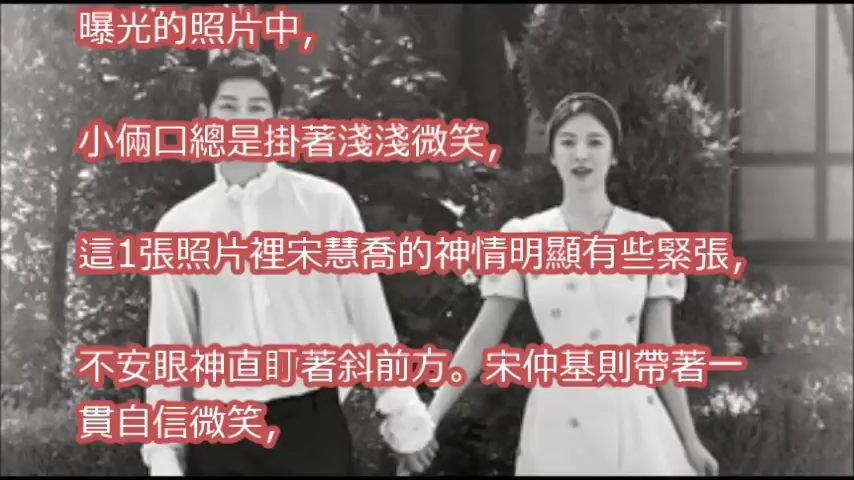 曝光的照片中，
小倆口總是掛著淺淺微笑，
這1張照片裡宋慧喬的神情明顯有些緊張，
不安眼神直盯著斜前方。宋仲基則帶著一
貫自信微笑，